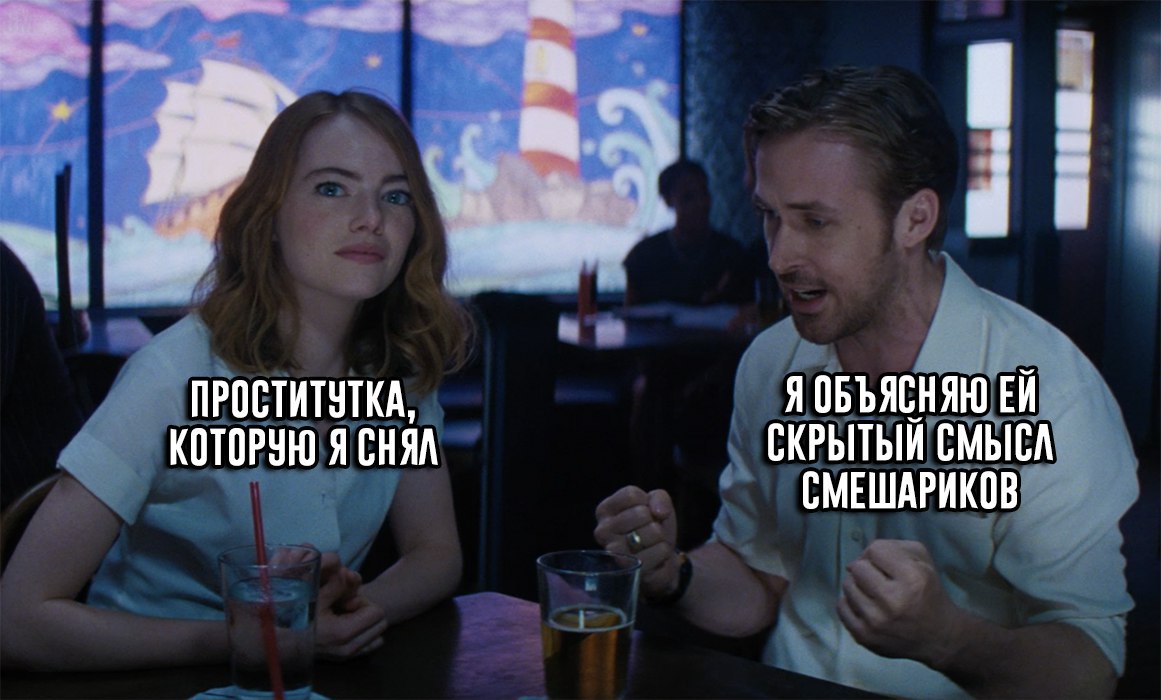 ПРОСТИТУТКА,
КОТОРУЮ Я СНЯЛ
Я ОБЪЯСНЯЮ ЕЙ
СКРЫТЫЙ СМЫСЛ
СМЕШАРИКОВ